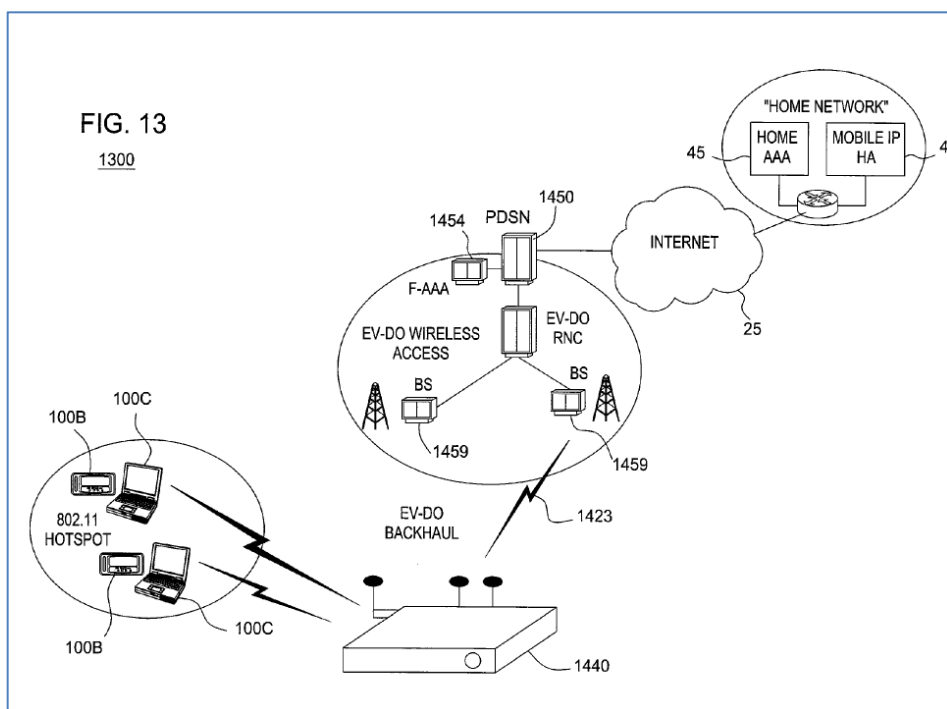 FIG. 13
1300
"HOME NETWORK"
45
HOME
AAA
MOBILE IP
HA
4
1454
PDSN
1450
F-AAA
INTERNET
25
EV-DO WIRELESS
ACCESS
EV-DO
RNC
BS
BS
1459
1459
100B
100C
802.11
HOTSPOT
100B
100C
EV-DO
BACKHAUL
1423
1440